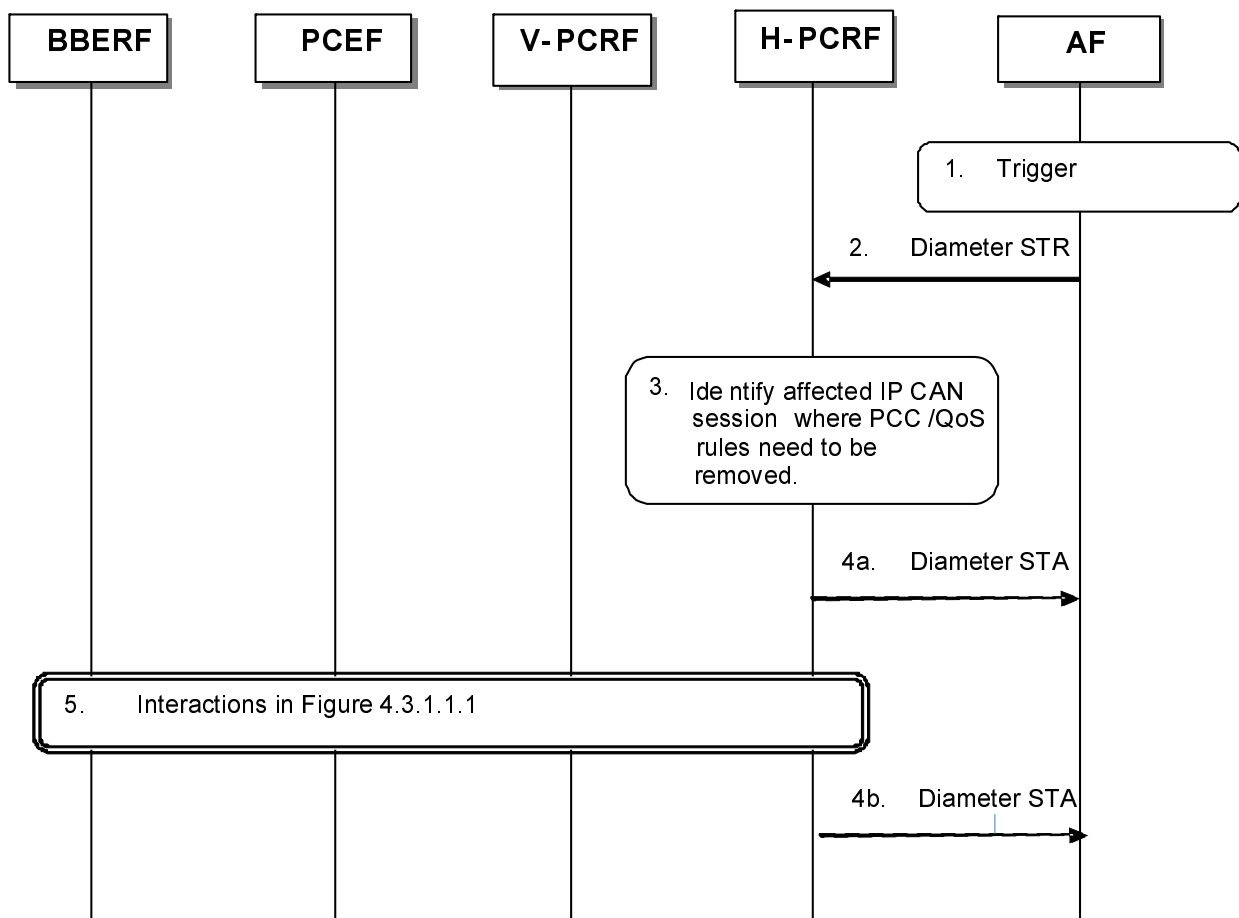 BBERF
PCEF
V-PCRF
H-PCRF
AF
1. Trigger
2. Diameter STR
3. Ide ntify affected IP CAN
session where PCC /QoS
rules need to be
removed.
4a. Diameter STA
5. Interactions in Figure 4.3.1.1.1
4b. Diameter STA